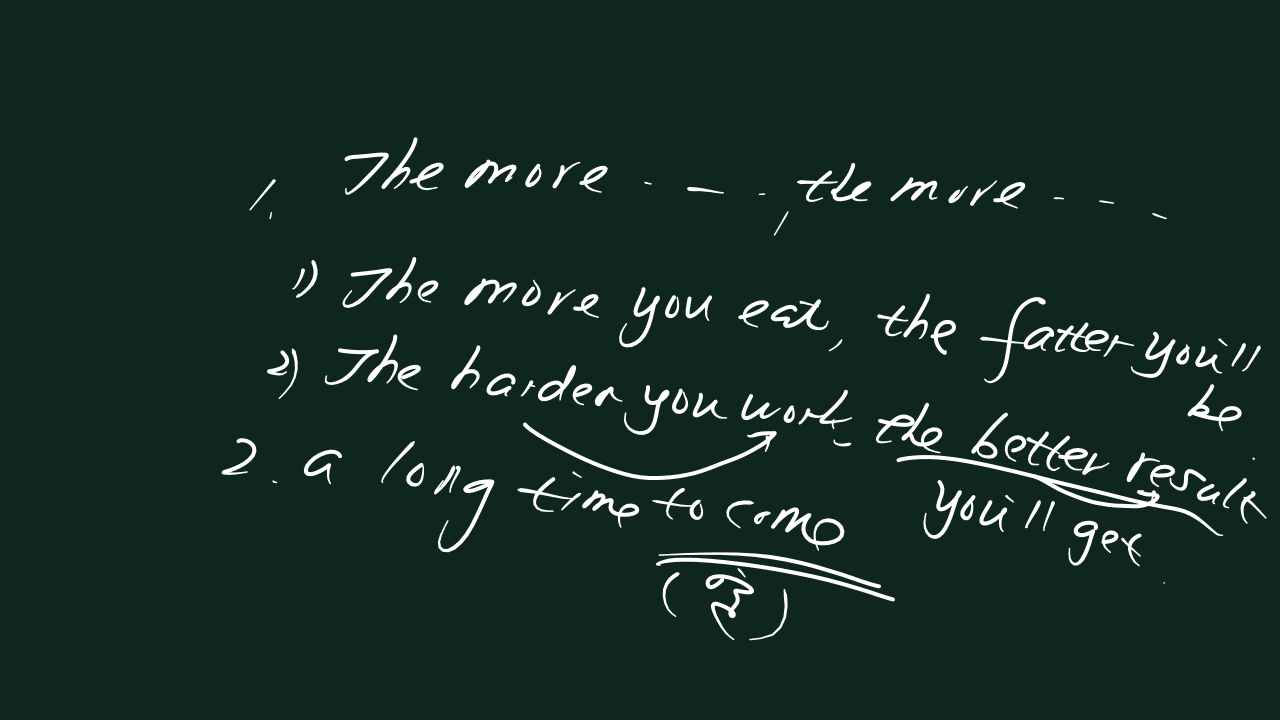 1. The more - - - , the more - - -
1) The more you eat, the fatter you'll
be
2) The harder you work, the better result
you'll get
2. a long time to come